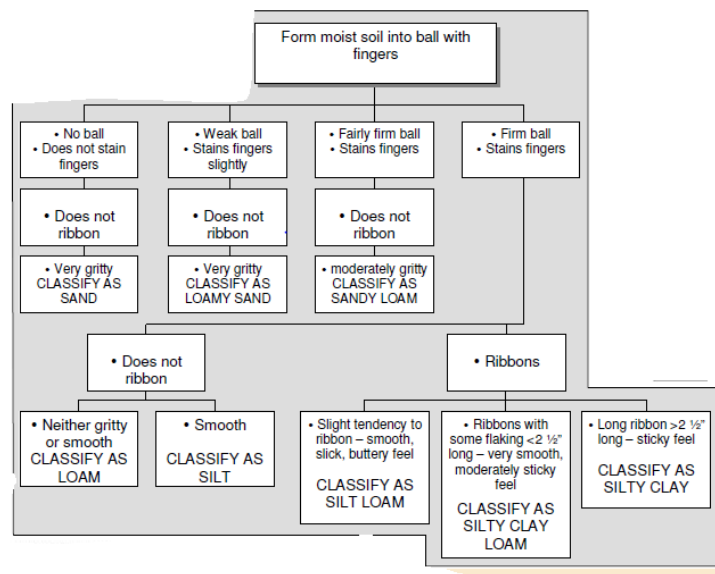 Form moist soil into ball with
fingers
• No ball
• Does not stain
fingers
• Weak ball
• Stains fingers
slightly
• Fairly firm ball
• Stains fingers
• Firm ball
• Stains fingers
• Does not
ribbon
• Does not
ribbon
• Does not
ribbon
• Very gritty
CLASSIFY AS
SAND
• Very gritty
CLASSIFY AS
LOAMY SAND
• moderately gritty
CLASSIFY AS
SANDY LOAM
• Does not
ribbon
• Ribbons
• Neither gritty
or smooth
CLASSIFY AS
LOAM
• Smooth
CLASSIFY AS
SILT
• Slight tendency to
ribbon – smooth,
slick, buttery feel
CLASSIFY AS
SILT LOAM
• Ribbons with
some flaking <2 ½”
long – very smooth,
moderately sticky
feel
CLASSIFY AS
SILTY CLAY
LOAM
• Long ribbon >2 ½”
long – sticky feel
CLASSIFY AS
SILTY CLAY